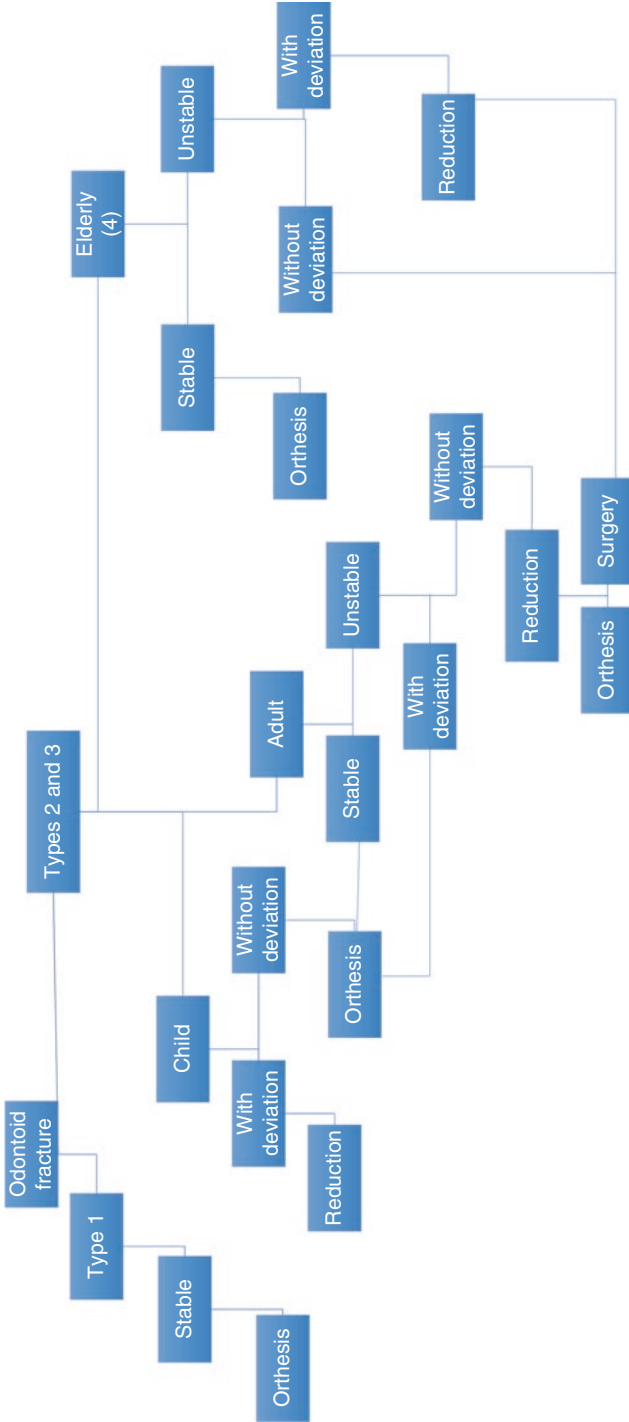 Odontoid
fracture
Type 1
Types 2 and 3
Stable
Child
Elderly
(4)
Orthesis
With
deviation
Without
deviation
Adult
Stable
Unstable
Reduction
Orthesis
Stable
Unstable
Orthesis
Without
deviation
With
deviation
With
deviation
Without
deviation
Reduction
Reduction
Orthesis
Surgery